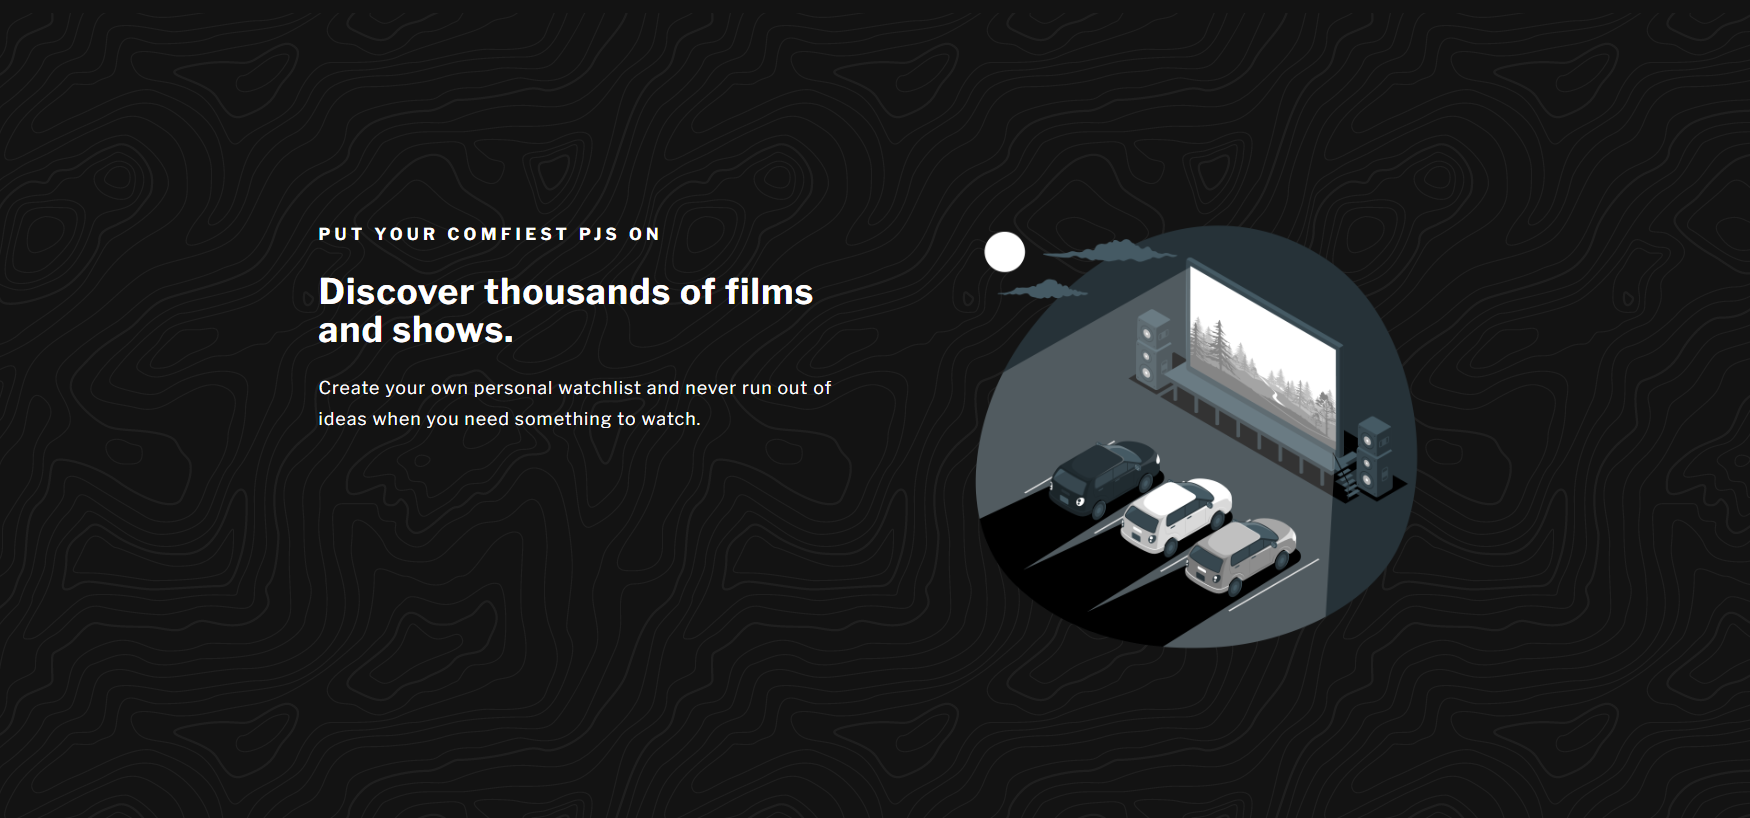 PUT YOUR COMFIEST PJS ON
Discover thousands of films
and shows.
Create your own personal watchlist and never run out of
ideas when you need something to watch.